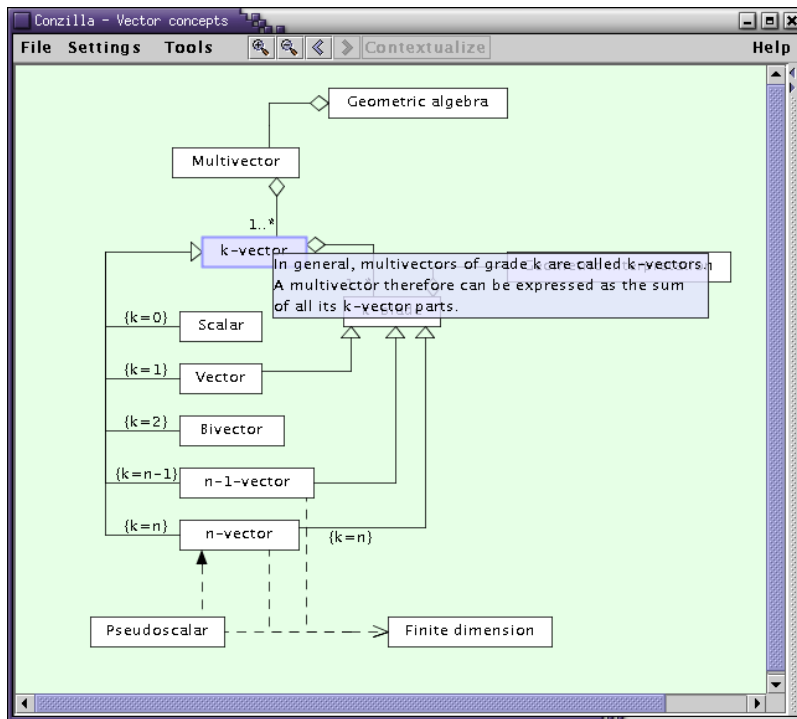 Conzilla - Vector concepts
File Settings Tools Contextualize Help
Geometric algebra
Multivector
1..*
k-vector
In general, multivectors of grade k are called k-vectors.
A multivector therefore can be expressed as the sum
of all its k-vector parts.
{k=0} Scalar
{k=1} Vector
{k=2} Bivector
{k=n-1} n-1-vector
{k=n} n-vector {k=n}
Pseudoscalar Finite dimension